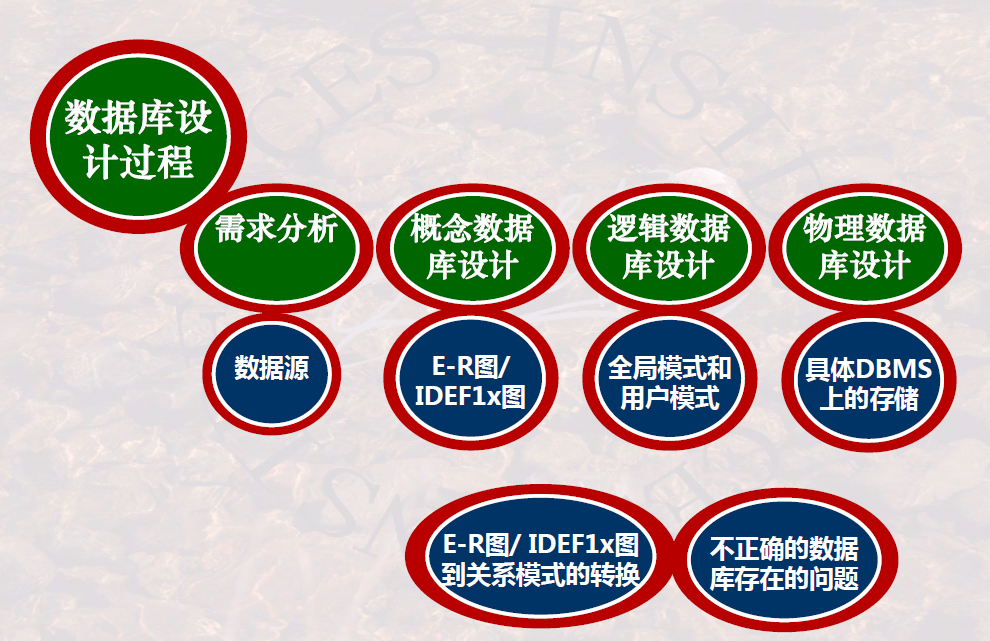 数据库设
计过程
需求分析
概念数据
库设计
逻辑数据
库设计
物理数据
库设计
数据源
E-R图/
IDEF1x图
全局模式和
用户模式
具体DBMS
上的存储
E-R图/ IDEF1x图
到关系模式的转换
不正确的数据
库存在的问题